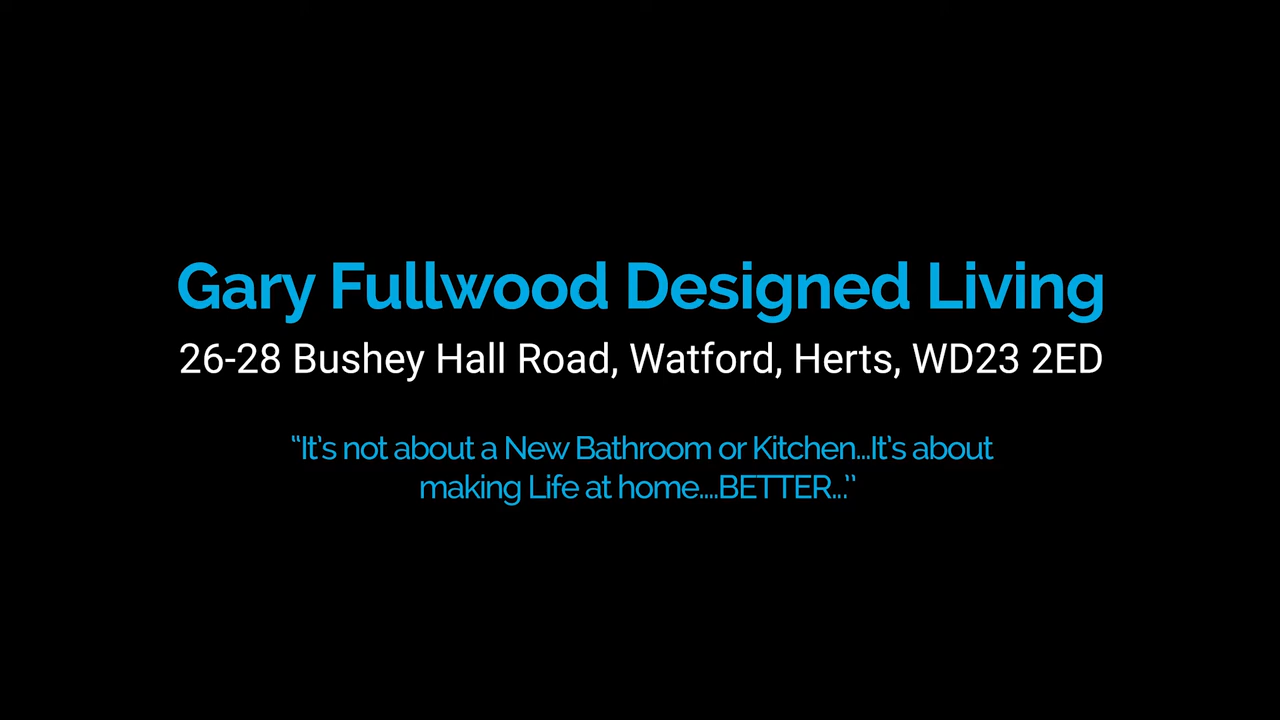 Gary Fullwood Designed Living
26-28 Bushey Hall Road, Watford, Herts, WD23 2ED
“It’s not about a New Bathroom or Kitchen...It’s about
making Life at home....BETTER...’’